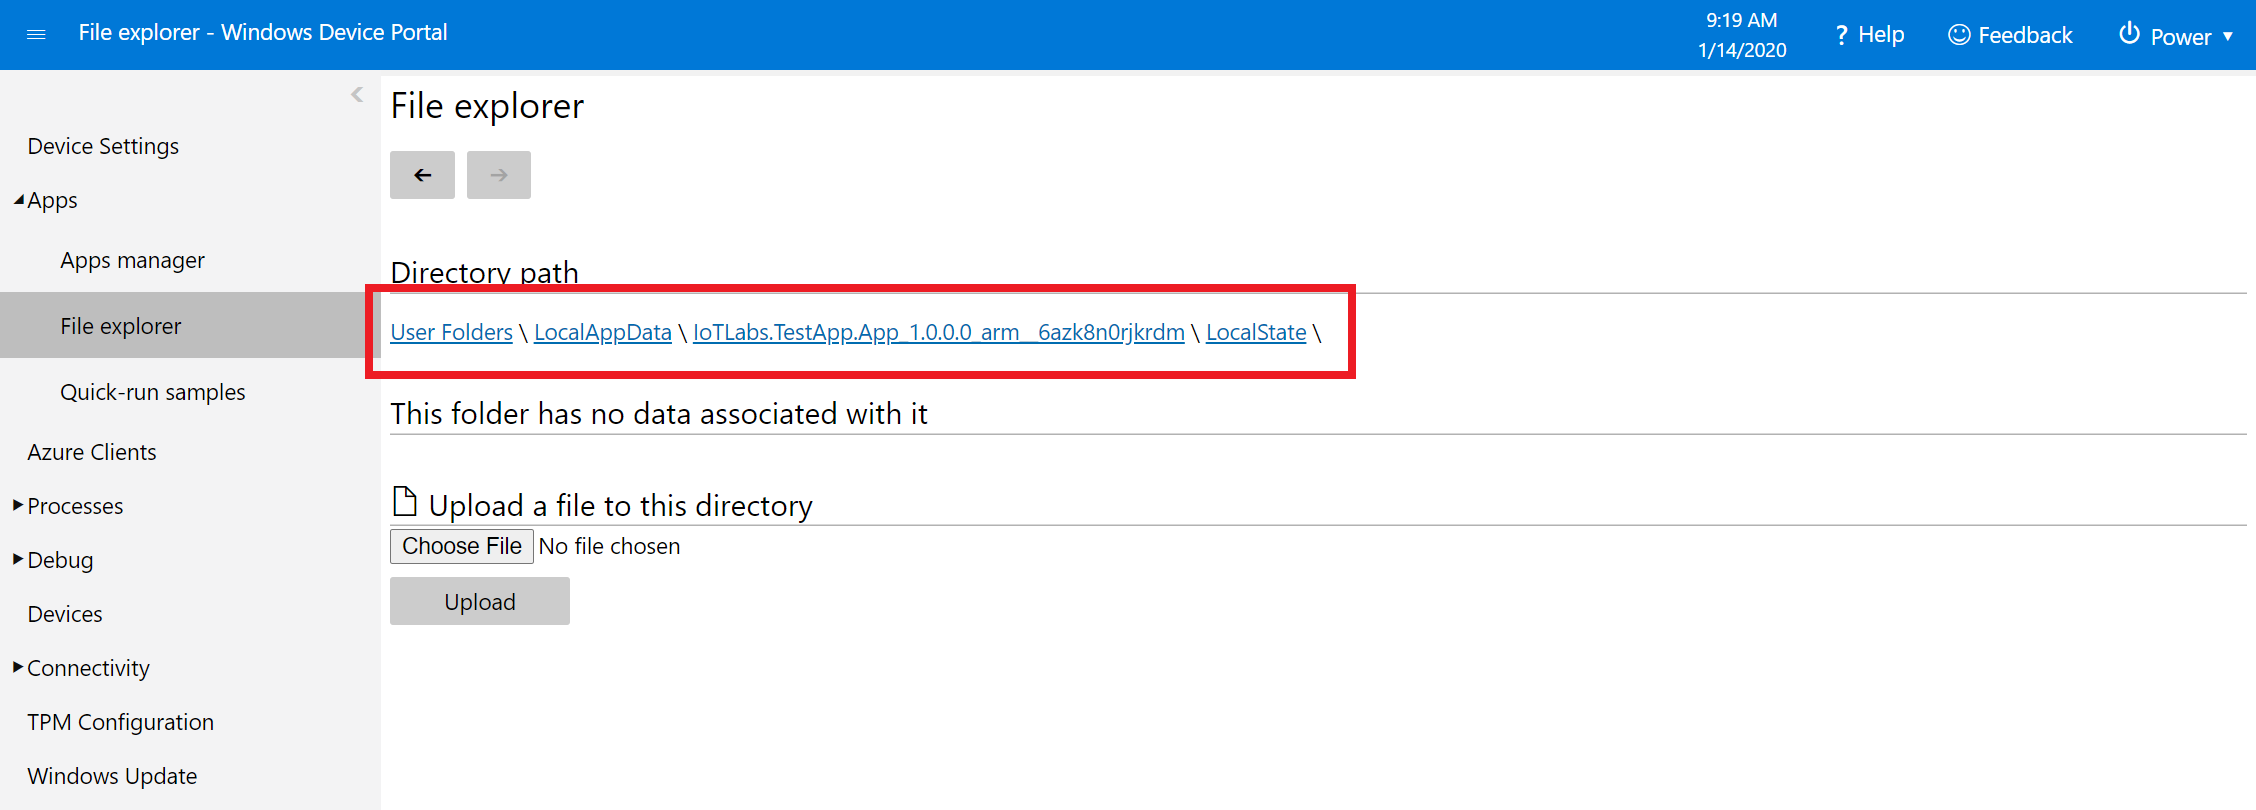 File explorer - Windows Device Portal
9:19 AM
1/14/2020
? Help
Feedback
Power
Device Settings
Apps
Apps manager
File explorer
Quick-run samples
Azure Clients
Processes
Debug
Devices
Connectivity
TPM Configuration
Windows Update
File explorer
Directory path
User Folders \ LocalAppData \ IoTLabs.TestApp.App_1.0.0.0_arm__6azk8n0rjkrdm \ LocalState \
This folder has no data associated with it
Upload a file to this directory
Choose File No file chosen
Upload